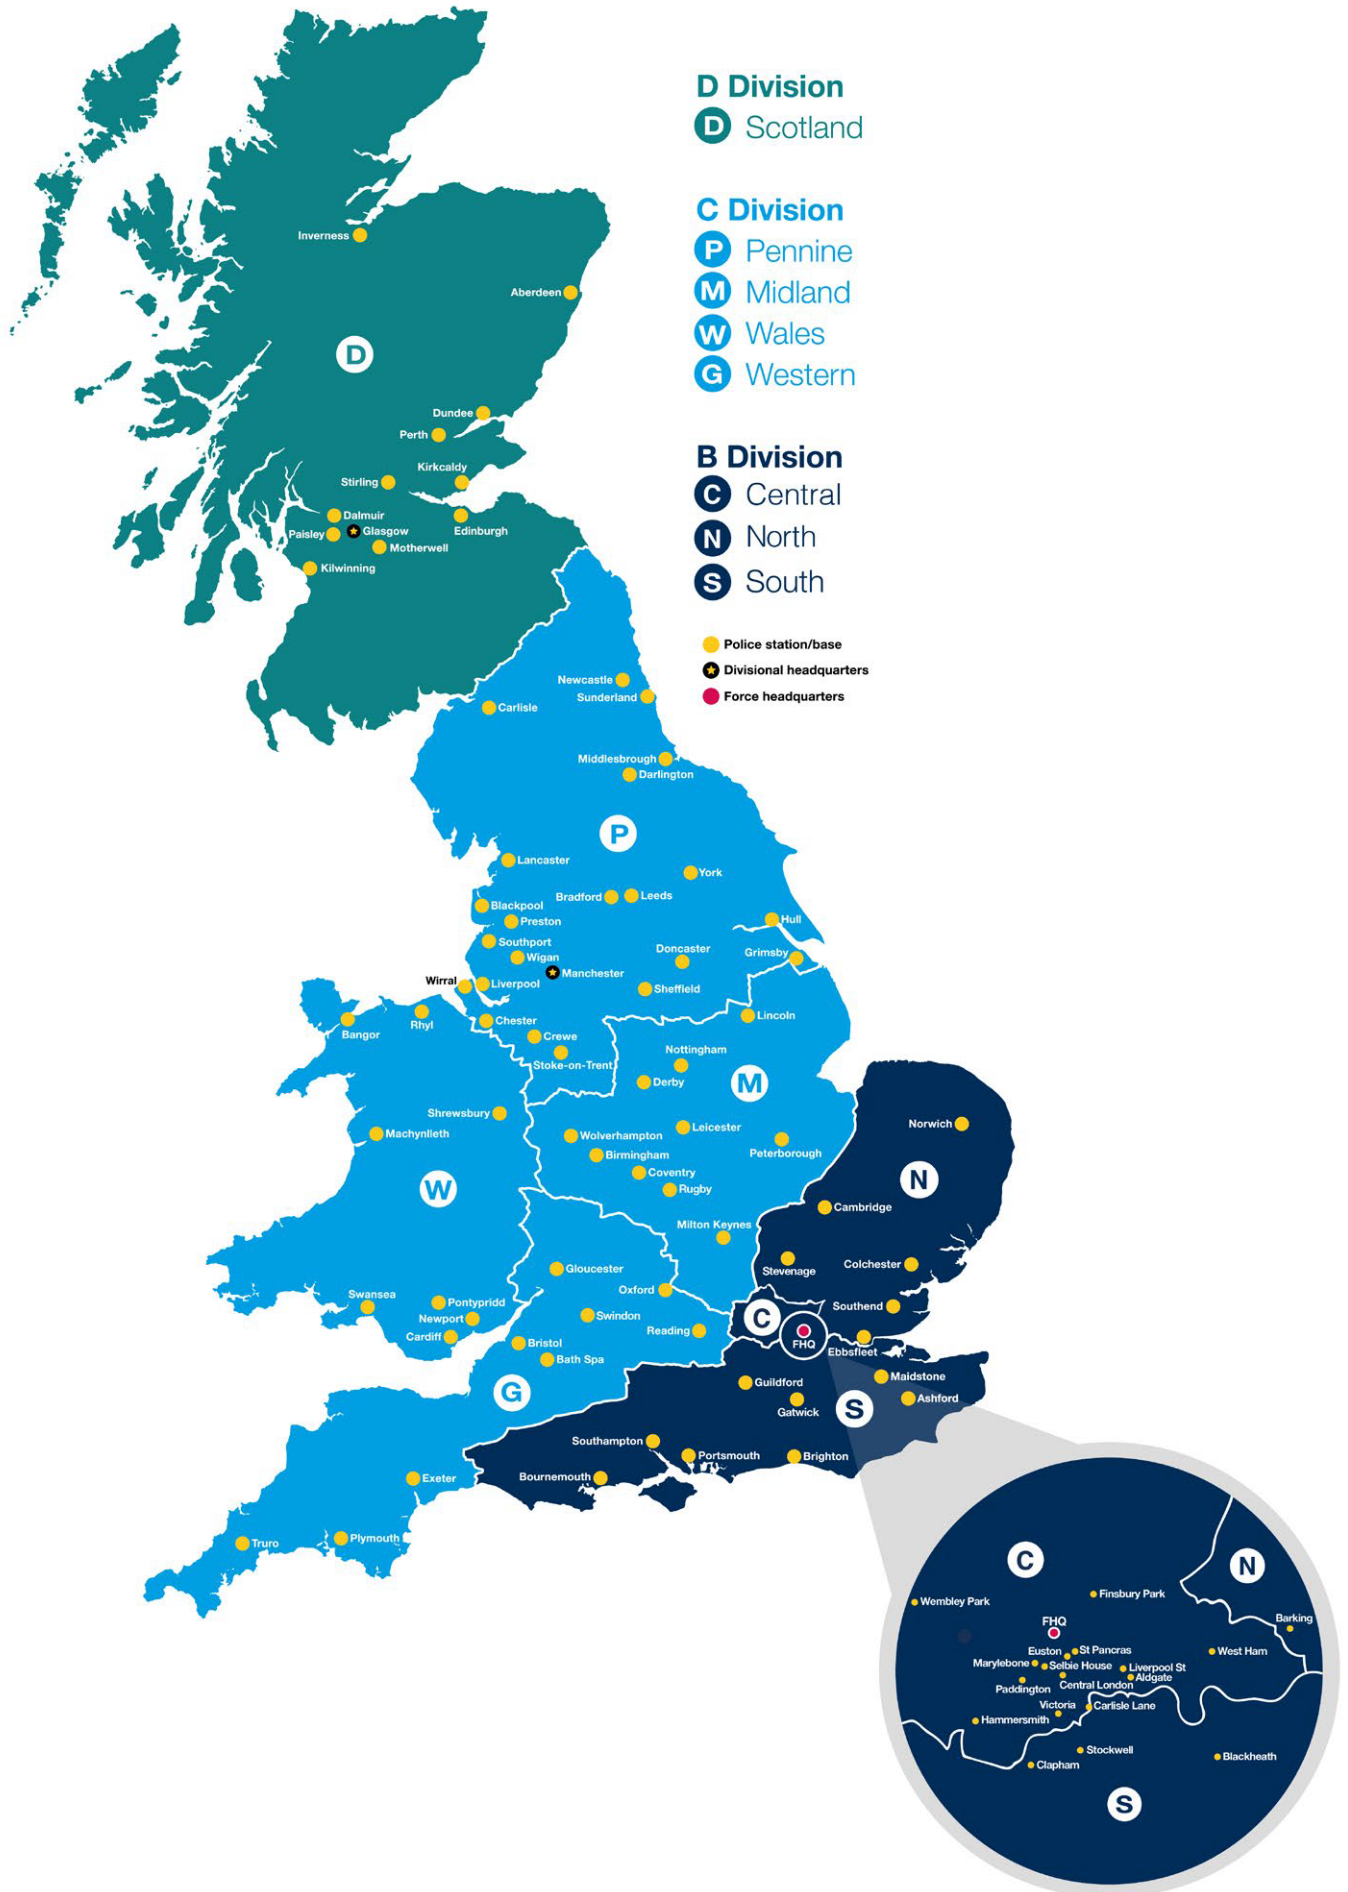 D Division
D Scotland
C Division
P Pennine
M Midland
W Wales
G Western
B Division
C Central
N North
S South
Police station/base
Divisional headquarters
Force headquarters
Inverness
Aberdeen
D
Dundee
Perth
Kirkcaldy
Stirling
Dalmuir
Paisley
Glasgow
Edinburgh
Motherwell
Kilwinning
Newcastle
Sunderland
Carlisle
Middlesbrough
Darlington
P
Lancaster
York
Bradford
Leeds
Blackpool
Preston
Hull
Southport
Doncaster
Grimsby
Wigan
Manchester
Wirral
Liverpool
Sheffield
Lincoln
Bangor
Rhyl
Chester
Crewe
Stoke-on-Trent
Nottingham
Derby
M
Shrewsbury
Machynlleth
Wolverhampton
Leicester
Norwich
Birmingham
Peterborough
Coventry
Rugby
W
N
Cambridge
Milton Keynes
Stevenage
Colchester
Gloucester
Oxford
Swansea
Pontypridd
Newport
Cardiff
Swindon
Reading
C
Southend
FHQ
Ebbsfleet
Bristol
Bath Spa
G
Guildford
Maidstone
Ashford
Gatwick
S
Southampton
Portsmouth
Brighton
Bournemouth
Exeter
Truro
Plymouth
C
N
Wembley Park
Finsbury Park
FHQ
Barking
Euston
St Pancras
West Ham
Marylebone
Selbie House
Liverpool St
Aldgate
Paddington
Central London
Victoria
Carlisle Lane
Hammersmith
Stockwell
Clapham
Blackheath
S